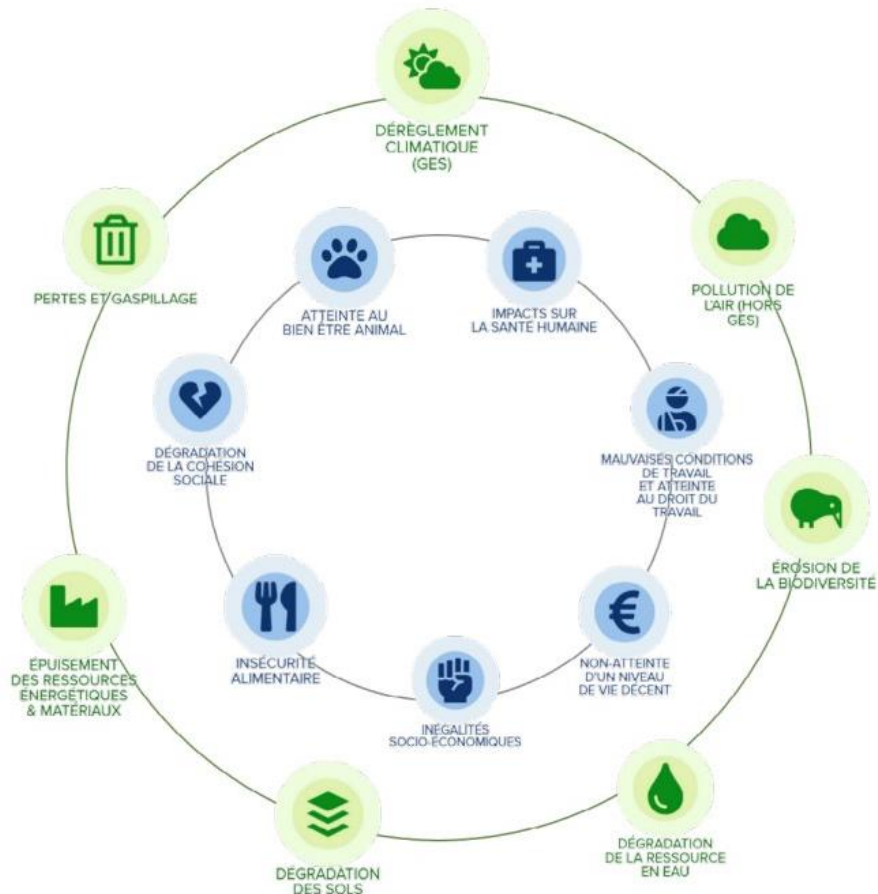 DÉRÈGLEMENT
CLIMATIQUE
(GES)
POLLUTION DE
L'AIR (HORS
GES)
ÉROSION DE
LA BIODIVERSITÉ
DÉGRADATION
DE LA RESSOURCE
EN EAU
DÉGRADATION
DES SOLS
ÉPUISEMENT
DES RESSOURCES
ÉNERGÉTIQUES
& MATÉRIAUX
PERTES ET GASPILLAGE
ATTEINTE AU
BIEN ÊTRE ANIMAL
IMPACTS SUR
LA SANTÉ HUMAINE
MAUVAISES CONDITIONS
DE TRAVAIL
ET ATTEINTE
AU DROIT DU
TRAVAIL
NON-ATTEINTE
D'UN NIVEAU
DE VIE DÉCENT
INÉGALITÉS
SOCIO-ÉCONOMIQUES
INSÉCURITÉ
ALIMENTAIRE
DÉGRADATION
DE LA COHÉSION
SOCIALE